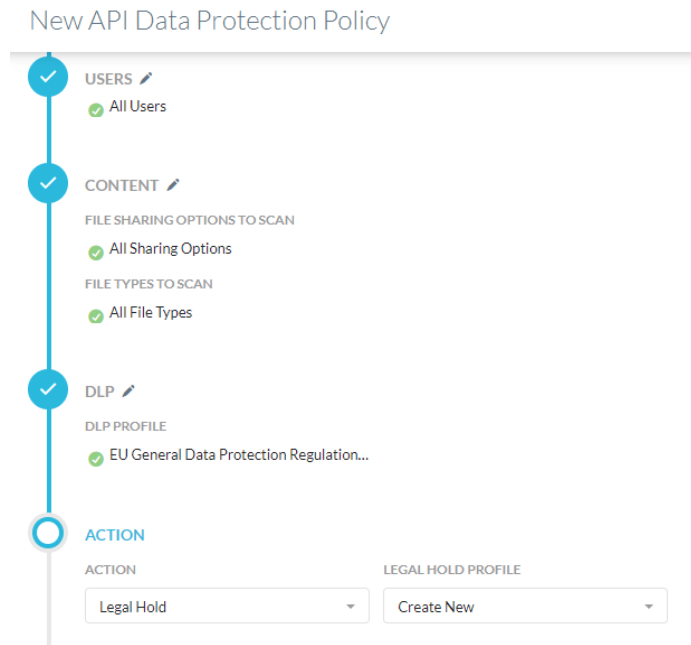 New API Data Protection Policy
USERS
All Users
CONTENT
FILE SHARING OPTIONS TO SCAN
All Sharing Options
FILE TYPES TO SCAN
All File Types
DLP
DLP PROFILE
EU General Data Protection Regulation...
ACTION
ACTION LEGAL HOLD PROFILE
Legal Hold Create New